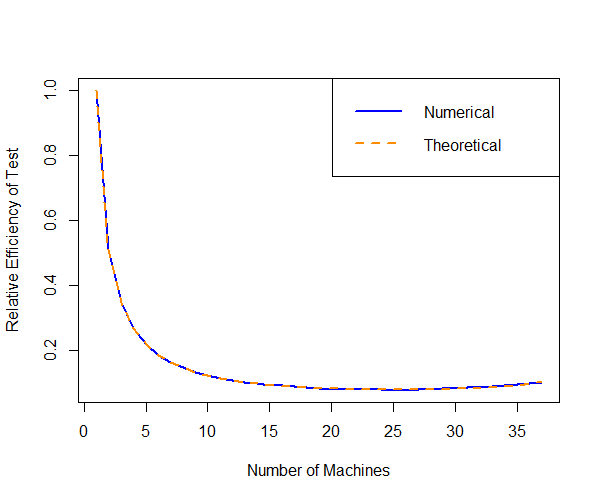 Numerical
Theoretical
Relative Efficiency of Test
1.0
0.8
0.6
0.4
0.2
0 5 10 15 20 25 30 35
Number of Machines